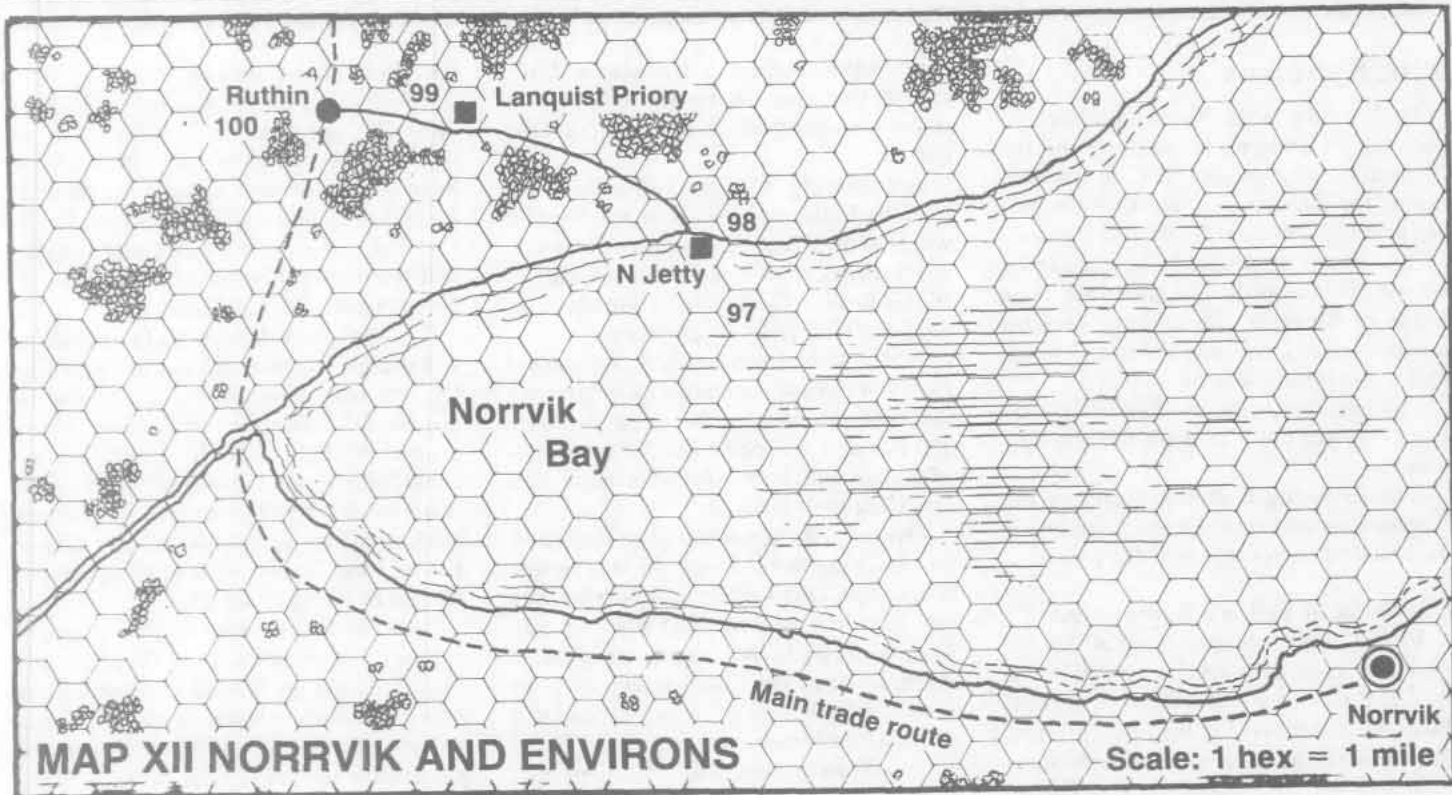 Ruthin
100
99
Lanquist Priory
98
N Jetty
97
Norrvik
Bay
Main trade route
Norrvik
MAP XII NORRVIK AND ENVIRONS
Scale: 1 hex = 1 mile